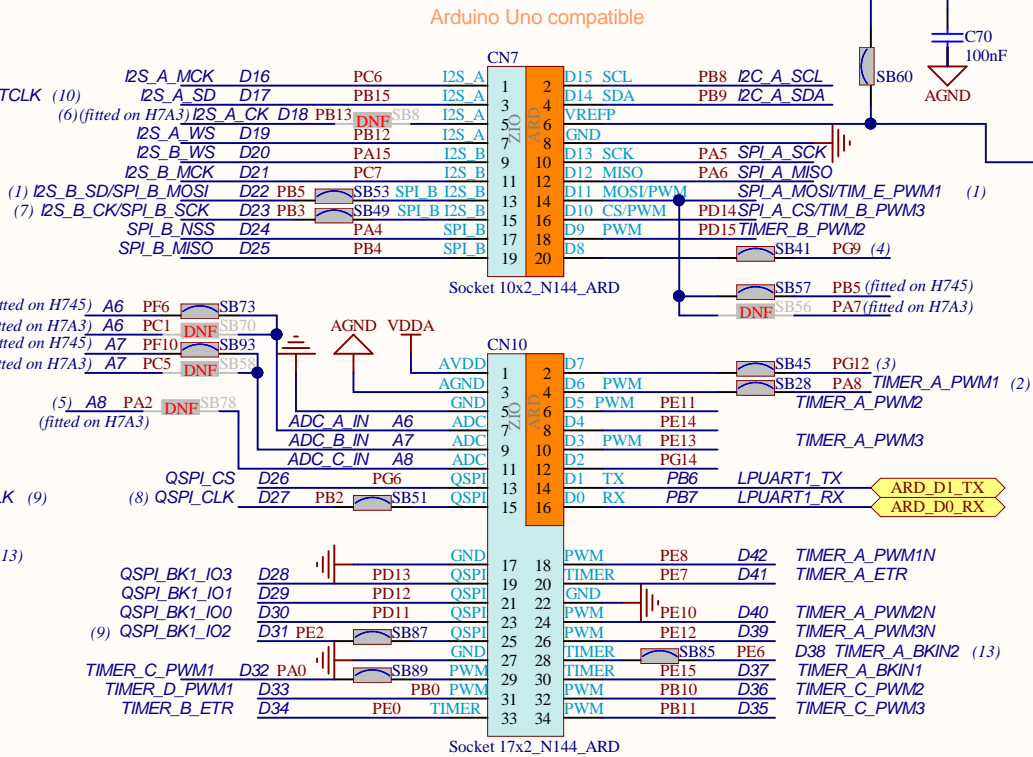 Arduino Uno compatible
C70
100nF
SB60
AGND
CN7
I2S_A_MCK D16 PC6 I2S_A 1 2 D15 SCL PB8 I2C_A_SCL
TCLK (10) I2S_A_SD D17 PB15 I2S_A 3 4 D14 SDA PB9 I2C_A_SDA
(6)(fitted on H7A3) I2S_A_CK D18 PB13 DNF SB8 I2S_A 5 6 VREFP
I2S_A_WS D19 PB12 I2S_A 7 8 GND
I2S_B_WS D20 PA15 I2S_B 9 10 D13 SCK PA5 SPI_A_SCK
I2S_B_MCK D21 PC7 I2S_B 11 12 D12 MISO PA6 SPI_A_MISO
(1) I2S_B_SD/SPI_B_MOSI D22 PB5 SB53 SPI_B I2S_B 13 14 D11 MOSI/PWM SPI_A_MOSI/TIM_E_PWM1 (1)
(7) I2S_B_CK/SPI_B_SCK D23 PB3 SB49 SPI_B I2S_B 15 16 D10 CS/PWM PD14 SPI_A_CS/TIM_B_PWM3
SPI_B_NSS D24 PA4 SPI_B 17 18 D9 PWM PD15 TIMER_B_PWM2
SPI_B_MISO D25 PB4 SPI_B 19 20 D8 SB41 PG9 (4)
ZIO ARD
Socket 10x2_N144_ARD
SB57 PB5 (fitted on H745)
DNF SB56 PA7 (fitted on H7A3)
tted on H745) A6 PF6 SB73
tted on H7A3) A6 PC1 DNF SB70
tted on H745) A7 PF10 SB93
tted on H7A3) A7 PC5 DNF SB58
(5) A8 PA2 DNF SB78
(fitted on H7A3)
AGND VDDA
CN10
AVDD 1 2 D7 SB45 PG12 (3)
AGND 3 4 D6 PWM SB28 PA8 TIMER_A_PWM1 (2)
GND 5 6 D5 PWM PE11 TIMER_A_PWM2
ADC_A_IN A6 ADC 7 8 D4 PE14
ADC_B_IN A7 ADC 9 10 D3 PWM PE13 TIMER_A_PWM3
ADC_C_IN A8 ADC 11 12 D2 PG14
ZIO ARD
QSPI_CS D26 PG6 QSPI 13 14 D1 TX PB6 LPUART1_TX ARD_D1_TX
LK (9) (8) QSPI_CLK D27 PB2 SB51 QSPI 15 16 D0 RX PB7 LPUART1_RX ARD_D0_RX
13) GND 17 18 PWM PE8 D42 TIMER_A_PWM1N
QSPI_BK1_IO3 D28 PD13 QSPI 19 20 TIMER PE7 D41 TIMER_A_ETR
QSPI_BK1_IO1 D29 PD12 QSPI 21 22 GND
QSPI_BK1_IO0 D30 PD11 QSPI 23 24 PWM PE10 D40 TIMER_A_PWM2N
(9) QSPI_BK1_IO2 D31 PE2 SB87 QSPI 25 26 PWM PE12 D39 TIMER_A_PWM3N
GND 27 28 TIMER SB85 PE6 D38 TIMER_A_BKIN2 (13)
TIMER_C_PWM1 D32 PA0 SB89 PWM 29 30 TIMER PE15 D37 TIMER_A_BKIN1
TIMER_D_PWM1 D33 PB0 PWM 31 32 PWM PB10 D36 TIMER_C_PWM2
TIMER_B_ETR D34 PE0 TIMER 33 34 PWM PB11 D35 TIMER_C_PWM3
Socket 17x2_N144_ARD